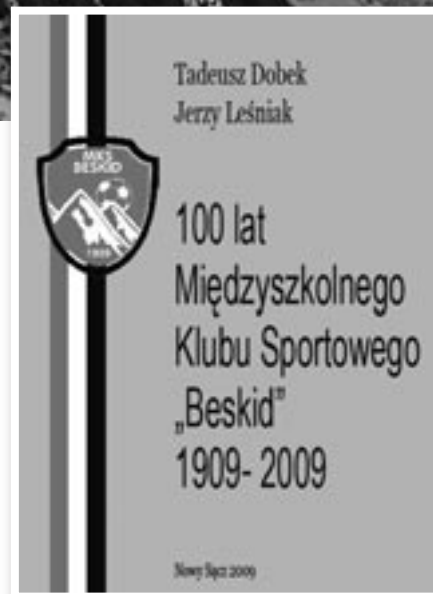 Tadeusz Dobek
Jerzy Leśniak
MKS
BESKID
1909
100 lat
Międzyszkolnego
Klubu Sportowego
„Beskid”
1909- 2009
Nowy Sącz 2009